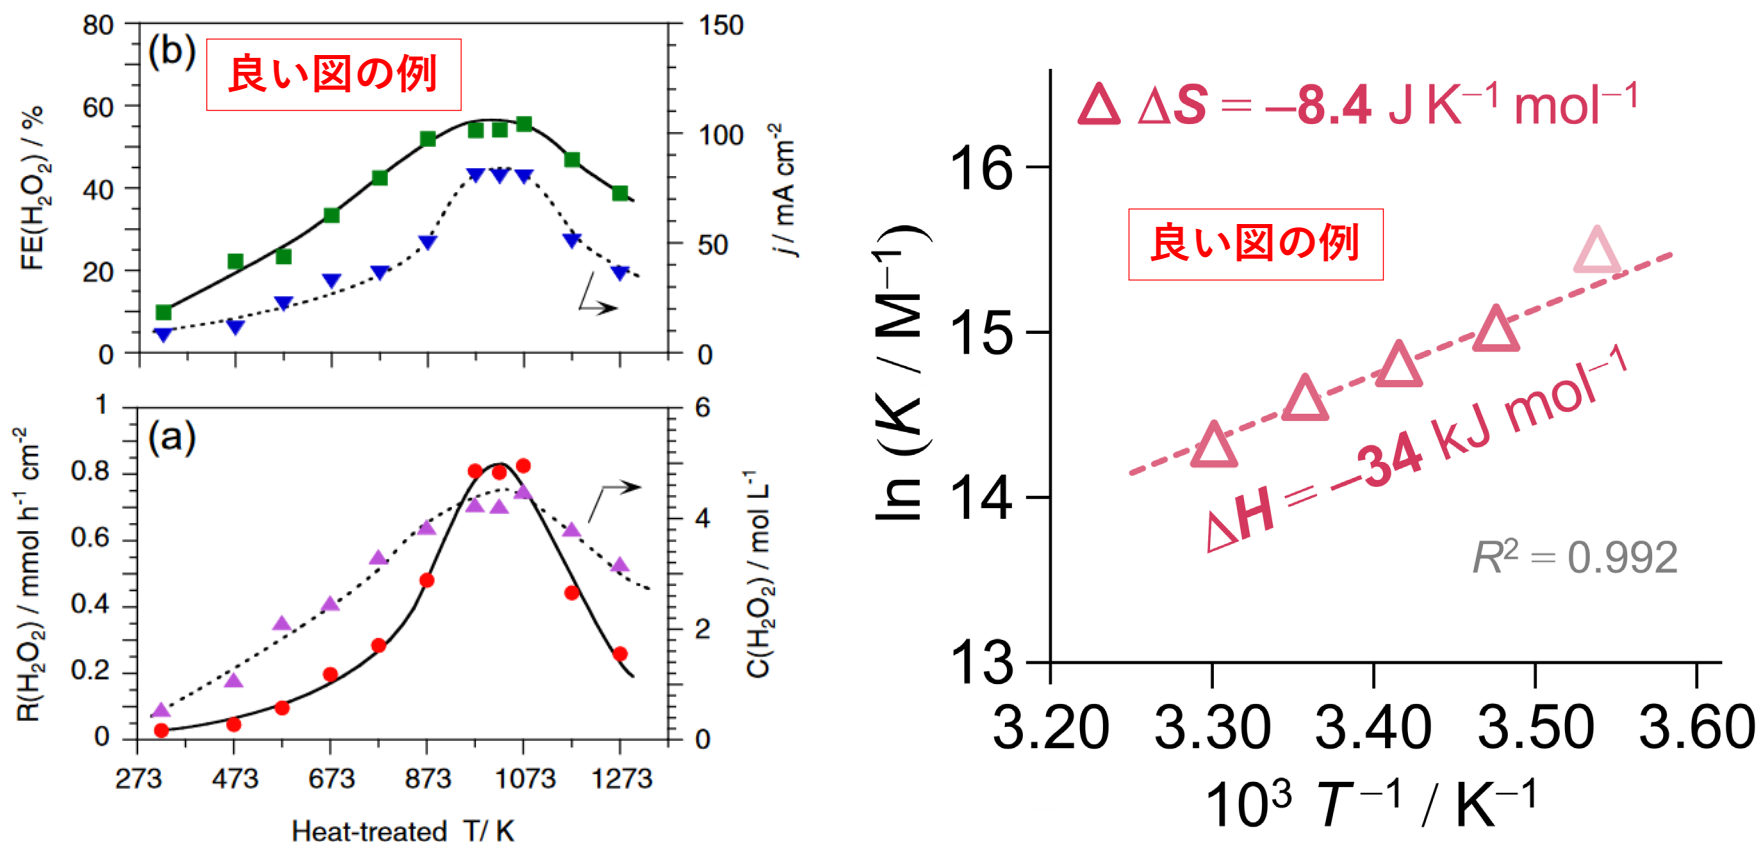 (b)
良い図の例
80
60
40
20
0
FE(H₂O₂) / %
150
100
50
0
j / mA cm⁻²
(a)
1
0.8
0.6
0.4
0.2
0
R(H₂O₂) / mmol h⁻¹ cm⁻²
6
4
2
0
C(H₂O₂) / mol L⁻¹
273 473 673 873 1073 1273
Heat-treated T/ K
△ ΔS = –8.4 J K⁻¹ mol⁻¹
良い図の例
16
15
14
13
ln (K / M⁻¹)
ΔH = –34 kJ mol⁻¹
R² = 0.992
3.20 3.30 3.40 3.50 3.60
10³ T⁻¹ / K⁻¹